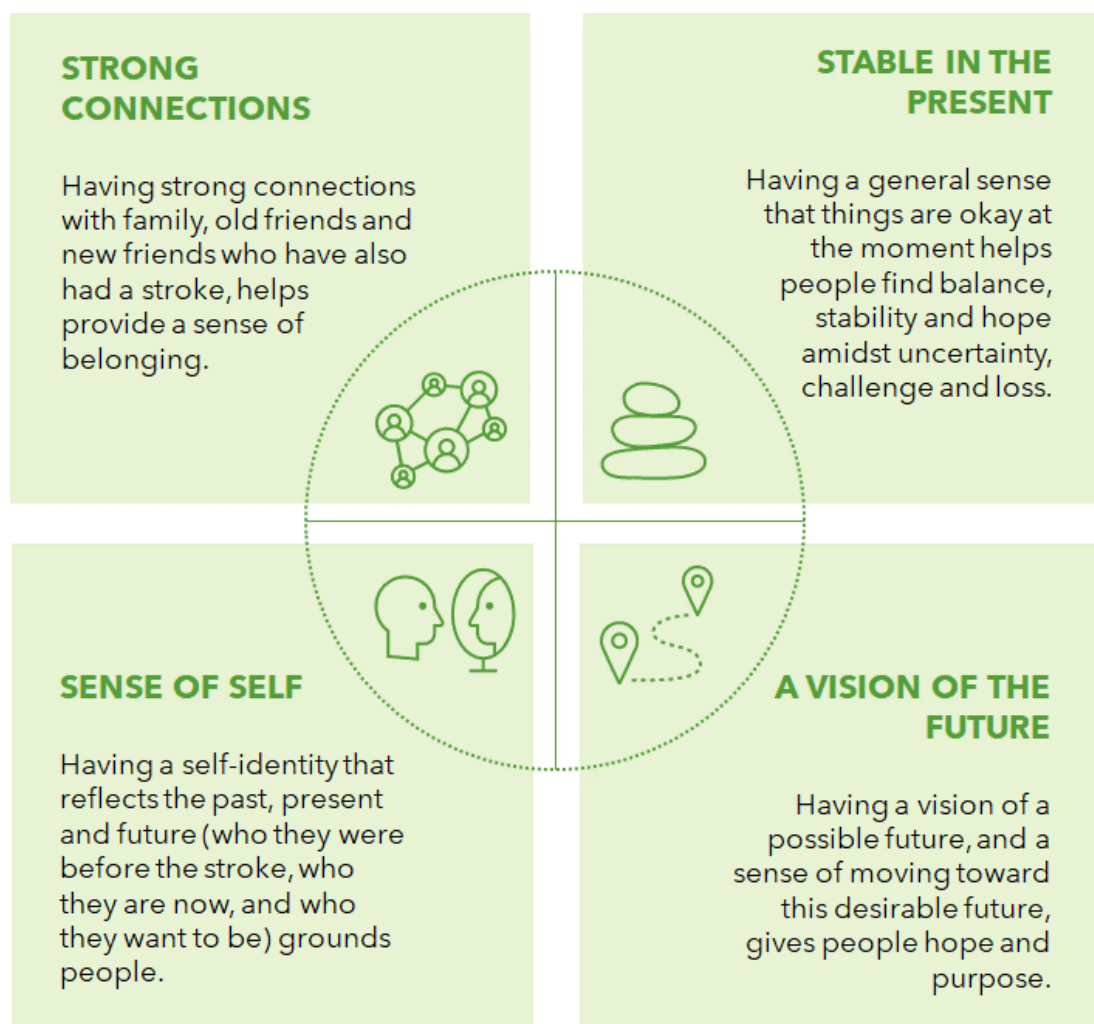 STRONG
CONNECTIONS
Having strong connections
with family, old friends and
new friends who have also
had a stroke, helps
provide a sense of
belonging.
STABLE IN THE
PRESENT
Having a general sense
that things are okay at
the moment helps
people find balance,
stability and hope
amidst uncertainty,
challenge and loss.
SENSE OF SELF
Having a self-identity that
reflects the past, present
and future (who they were
before the stroke, who
they are now, and who
they want to be) grounds
people.
A VISION OF THE
FUTURE
Having a vision of a
possible future, and a
sense of moving toward
this desirable future,
gives people hope and
purpose.